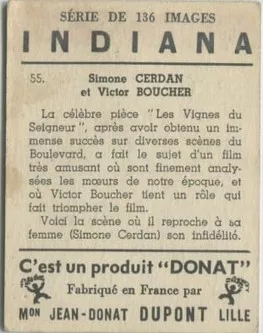 SÉRIE DE 136 IMAGES
INDIANA
55. Simone CERDAN
et Victor BOUCHER
La célèbre pièce "Les Vignes du
Seigneur", après avoir obtenu un im-
mense succès sur diverses scènes du
Boulevard, a fait le sujet d'un film
très amusant où sont finement analy-
sées les mœurs de notre époque, et
où Victor Boucher tient un rôle qui
fait triompher le film.
Voici la scène où il reproche à sa
femme (Simone Cerdan) son infidélité.
C'est un produit "DONAT"
Fabriqué en France par
MON JEAN-DONAT DUPONT LILLE